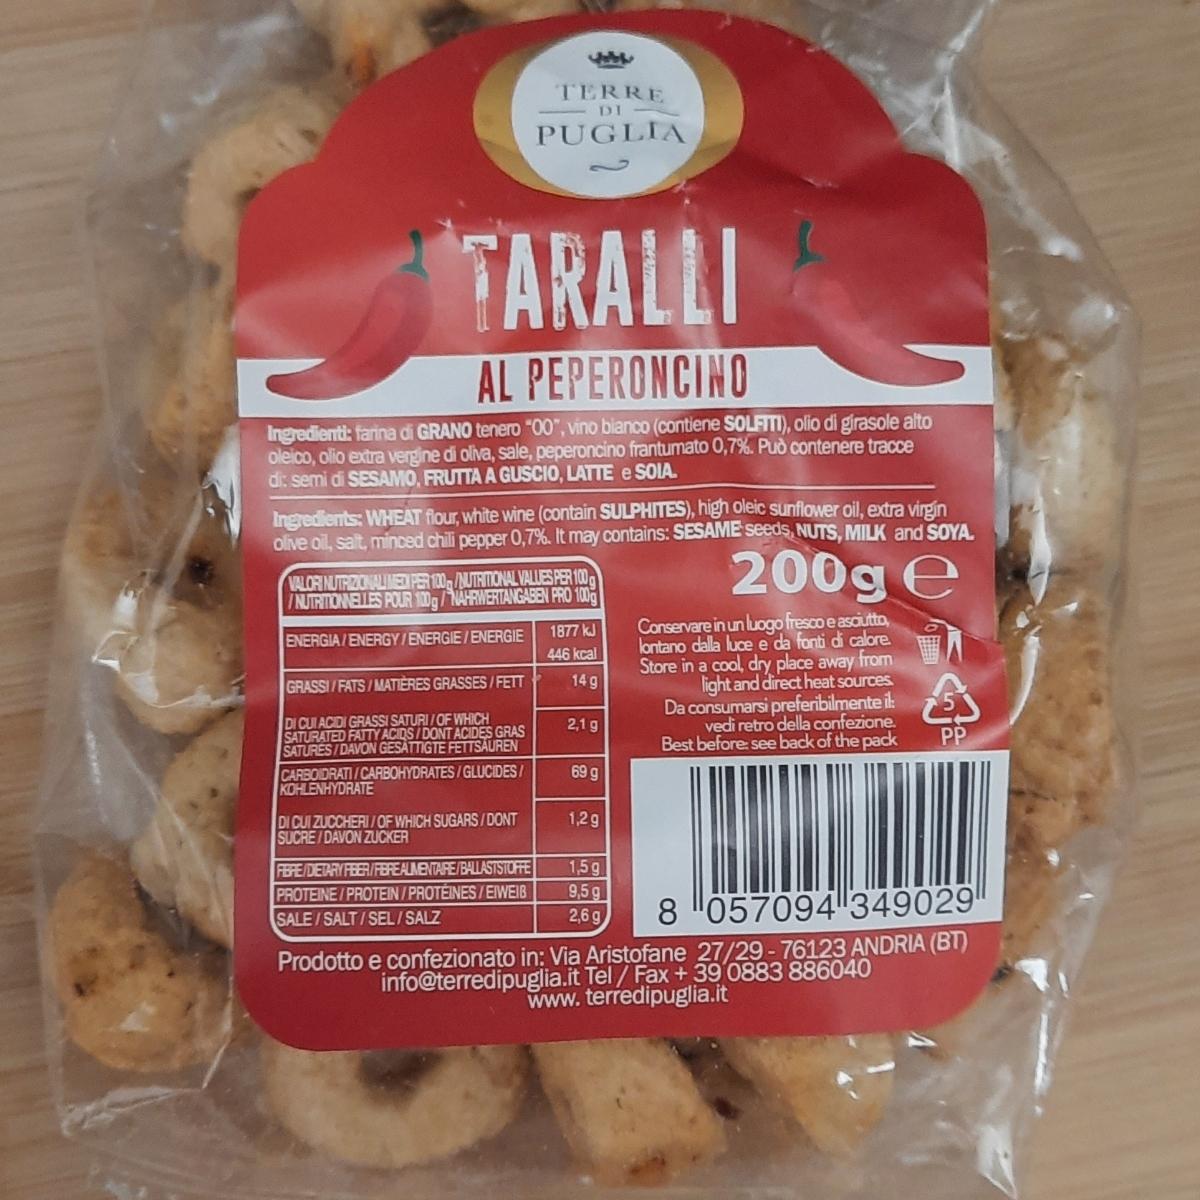 TERRE
DI
PUGLIA
TARALLI
AL PEPERONCINO
Ingredienti: farina di GRANO tenero "00", vino bianco (contiene SOLFITI), olio di girasole alto
oleico, olio extra vergine di oliva, sale, peperoncino frantumato 0,7%. Può contenere tracce
di: semi di SESAMO, FRUTTA A GUSCIO, LATTE e SOIA.
Ingredients: WHEAT flour, white wine (contain SULPHITES), high oleic sunflower oil, extra virgin
olive oil, salt, minced chili pepper 0,7%. It may contains: SESAME seeds, NUTS, MILK and SOYA.
VALORI NUTRIZIONALI MEDI PER 100g /NUTRITIONAL VALUES PER 100g
/ NUTRITIONNELLES POUR 100g / NAHRWERTANGABEN PRO 100g
ENERGIA / ENERGY / ENERGIE / ENERGIE 1877 kJ
446 kcal
GRASSI / FATS / MATIÈRES GRASSES / FETT 14 g
DI CUI ACIDI GRASSI SATURI / OF WHICH
SATURATED FATTY ACIDS / DONT ACIDES GRAS
SATURÉS / DAVON GESÄTTIGTE FETTSÄUREN 2,1 g
CARBOIDRATI / CARBOHYDRATES / GLUCIDES /
KOHLENHYDRATE 69 g
DI CUI ZUCCHERI / OF WHICH SUGARS / DONT
SUCRE / DAVON ZUCKER 1,2 g
FIBRE / DIETARY FIBER / FIBRE ALIMENTAIRE / BALLASTSTOFFE 1,5 g
PROTEINE / PROTEIN / PROTÉINES / EIWEIß 9,5 g
SALE / SALT / SEL / SALZ 2,6 g
200g e
Conservare in un luogo fresco e asciutto,
lontano dalla luce e da fonti di calore.
Store in a cool, dry place away from
light and direct heat sources.
Da consumarsi preferibilmente il:
vedi retro della confezione.
Best before: see back of the pack
5
PP
8 057094 349029
Prodotto e confezionato in: Via Aristofane 27/29 - 76123 ANDRIA (BT)
info@terredipuglia.it Tel / Fax + 39 0883 886040
www. terredipuglia.it